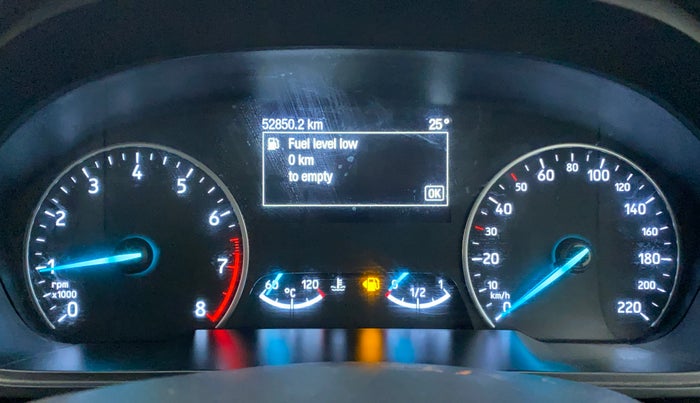 52850.2 km 25°
Fuel level low
0 km
to empty
OK
0 1 2 3 4 5 6 7 8
rpm
x1000
60 120
°C
0 1/2 1
0 10 20 30 40 50 60 80 100 120 140 160 180 200 220
km/h